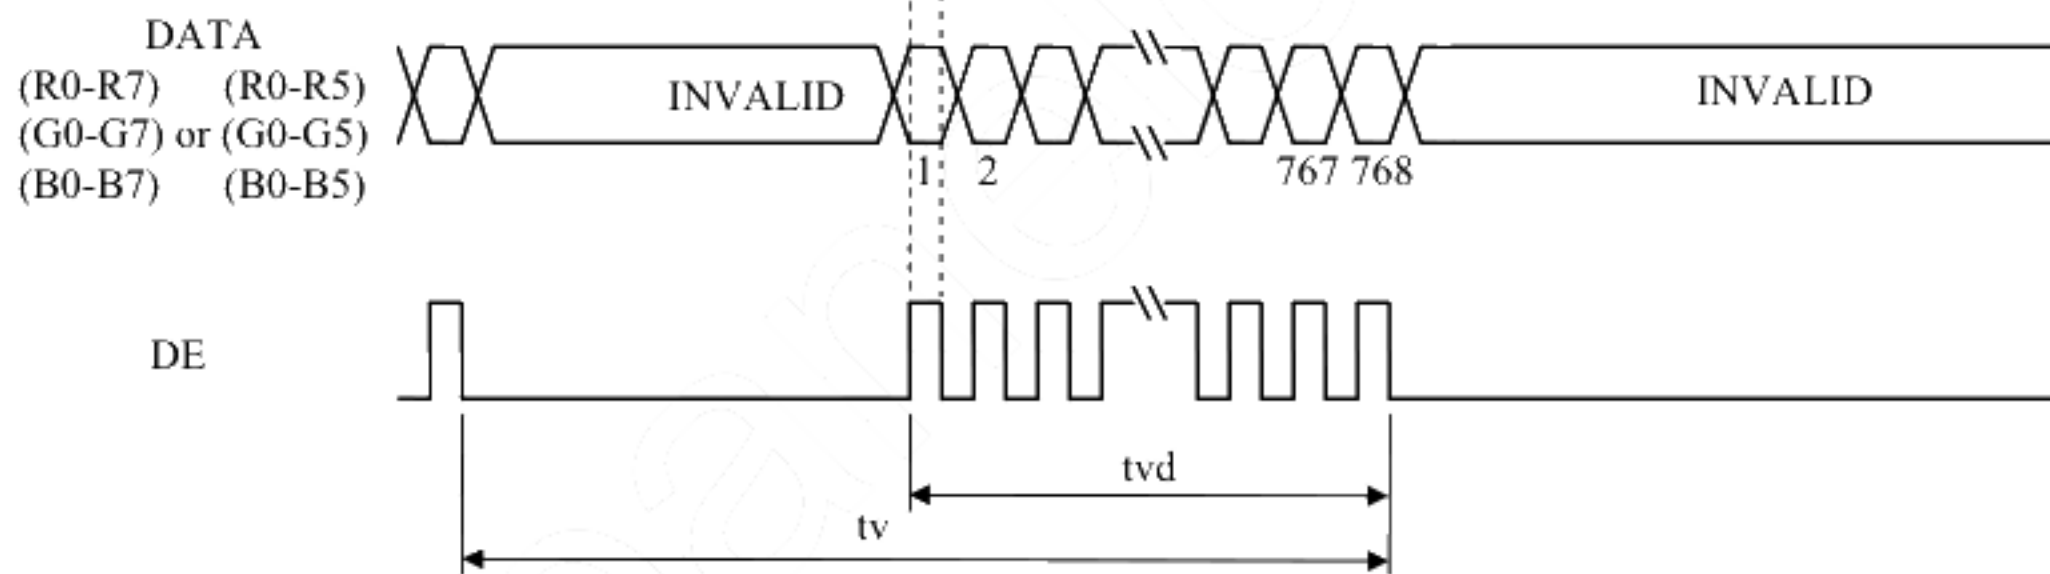 DATA
(R0-R7) (R0-R5)
(G0-G7) or (G0-G5)
(B0-B7) (B0-B5)
INVALID
INVALID
1 2 767 768
DE
tvd
tv